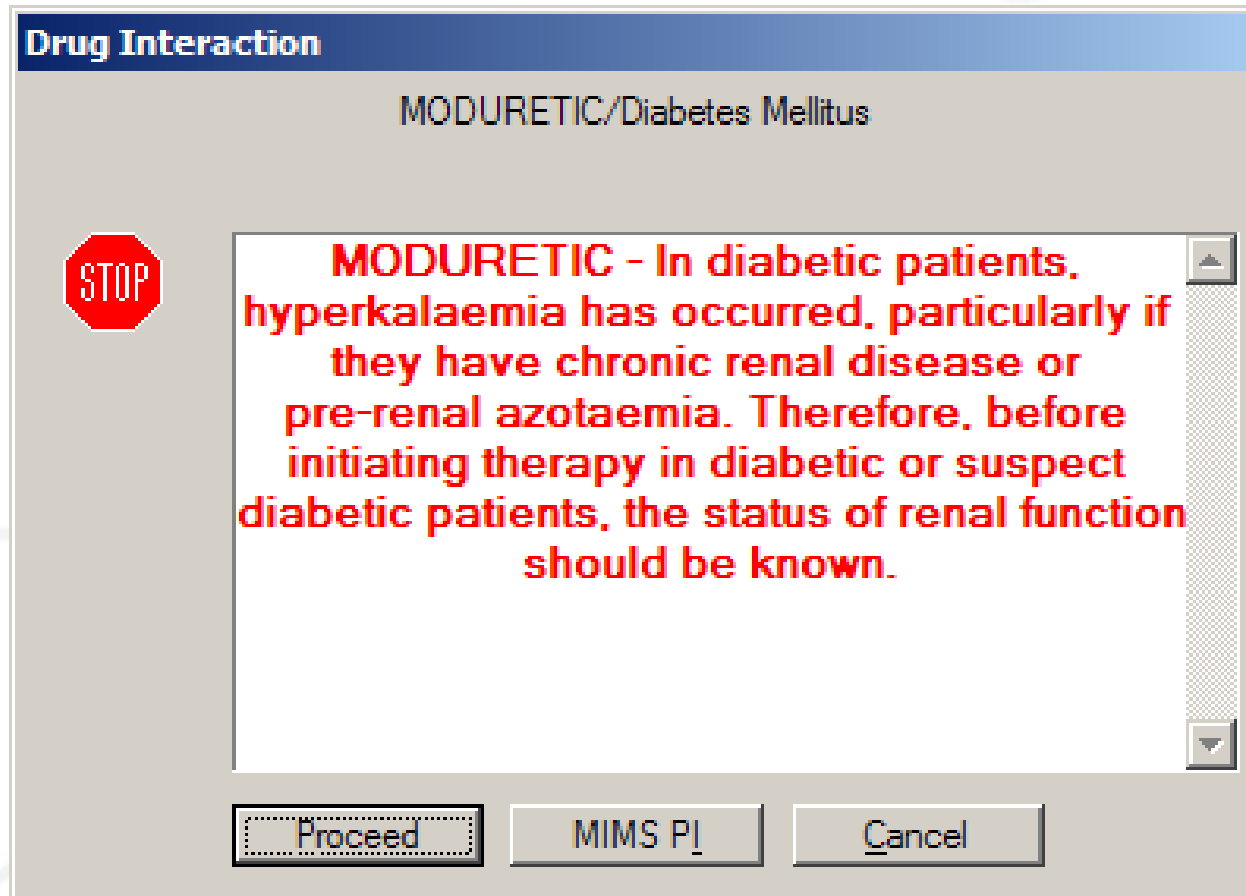 Drug Interaction
MODURETIC/Diabetes Mellitus
STOP
MODURETIC - In diabetic patients,
hyperkalaemia has occurred, particularly if
they have chronic renal disease or
pre-renal azotaemia. Therefore, before
initiating therapy in diabetic or suspect
diabetic patients, the status of renal function
should be known.
Proceed
MIMS PI
Cancel